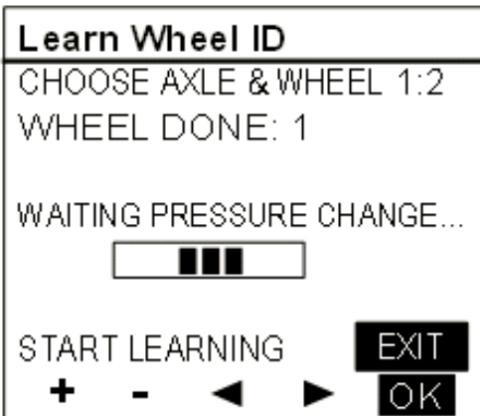 Learn Wheel ID
CHOOSE AXLE & WHEEL 1:2
WHEEL DONE: 1
WAITING PRESSURE CHANGE...
START LEARNING
EXIT
+ - ◀ ▶ OK